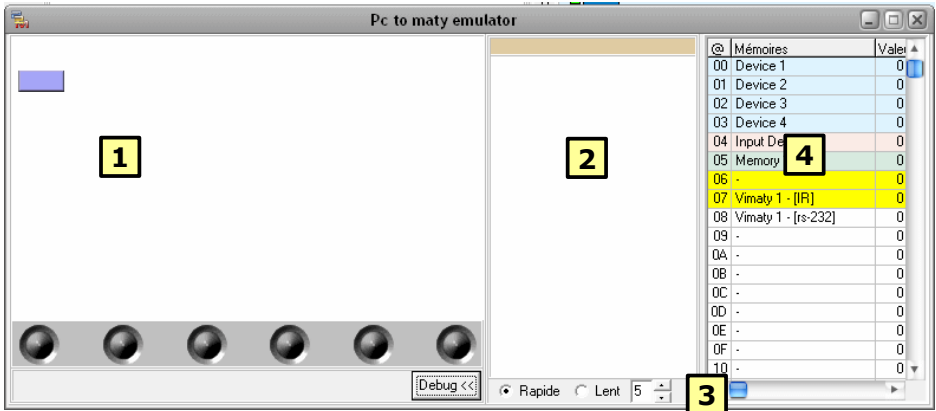 Pc to maty emulator
@ Mémoires
00 Device 1 0
01 Device 2 0
02 Device 3 0
03 Device 4 0
04 Input De 0
05 Memory 0
06 - 0
07 Vimaty 1 - [IR] 0
08 Vimaty 1 - [rs-232] 0
09 - 0
0A - 0
0B - 0
0C - 0
0D - 0
0E - 0
0F - 0
10 - 0
1
2
4
Debug <<
Rapide Lent 5
3